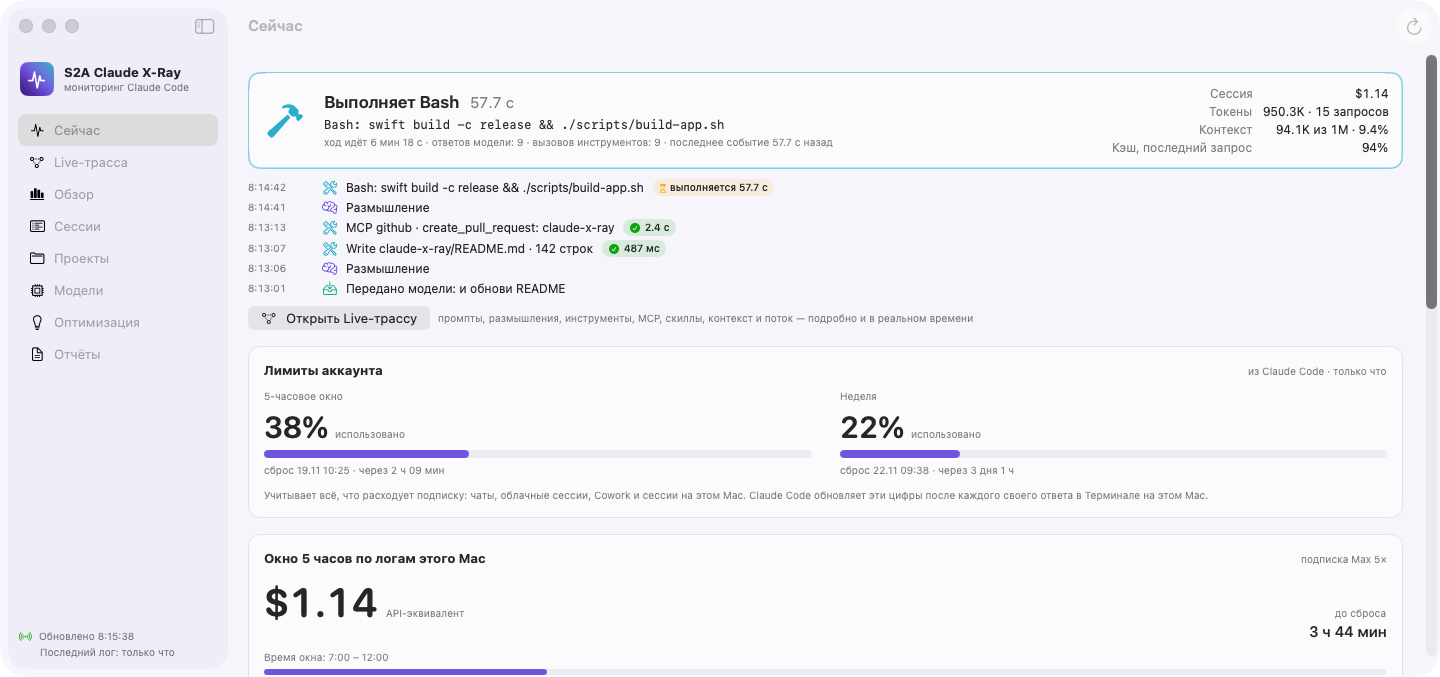 Сейчас
S2A Claude X-Ray
мониторинг Claude Code
Сейчас
Live-трасса
Обзор
Сессии
Проекты
Модели
Оптимизация
Отчёты
Обновлено 8:15:38
Последний лог: только что
Выполняет Bash 57.7 с
Bash: swift build -c release && ./scripts/build-app.sh
ход идёт 6 мин 18 с · ответов модели: 9 · вызовов инструментов: 9 · последнее событие 57.7 с назад
Сессия $1.14
Токены 950.3K · 15 запросов
Контекст 94.1K из 1M · 9.4%
Кэш, последний запрос 94%
8:14:42 Bash: swift build -c release && ./scripts/build-app.sh выполняется 57.7 с
8:14:41 Размышление
8:13:13 MCP github · create_pull_request: claude-x-ray 2.4 с
8:13:07 Write claude-x-ray/README.md · 142 строк 487 мс
8:13:06 Размышление
8:13:01 Передано модели: и обнови README
Открыть Live-трассу промпты, размышления, инструменты, MCP, скиллы, контекст и поток — подробно и в реальном времени
Лимиты аккаунта из Claude Code · только что
5-часовое окно
38% использовано
сброс 19.11 10:25 · через 2 ч 09 мин
Неделя
22% использовано
сброс 22.11 09:38 · через 3 дня 1 ч
Учитывает всё, что расходует подписку: чаты, облачные сессии, Cowork и сессии на этом Mac. Claude Code обновляет эти цифры после каждого своего ответа в Терминале на этом Mac.
Окно 5 часов по логам этого Mac подписка Max 5×
$1.14 API-эквивалент
до сброса
3 ч 44 мин
Время окна: 7:00 – 12:00